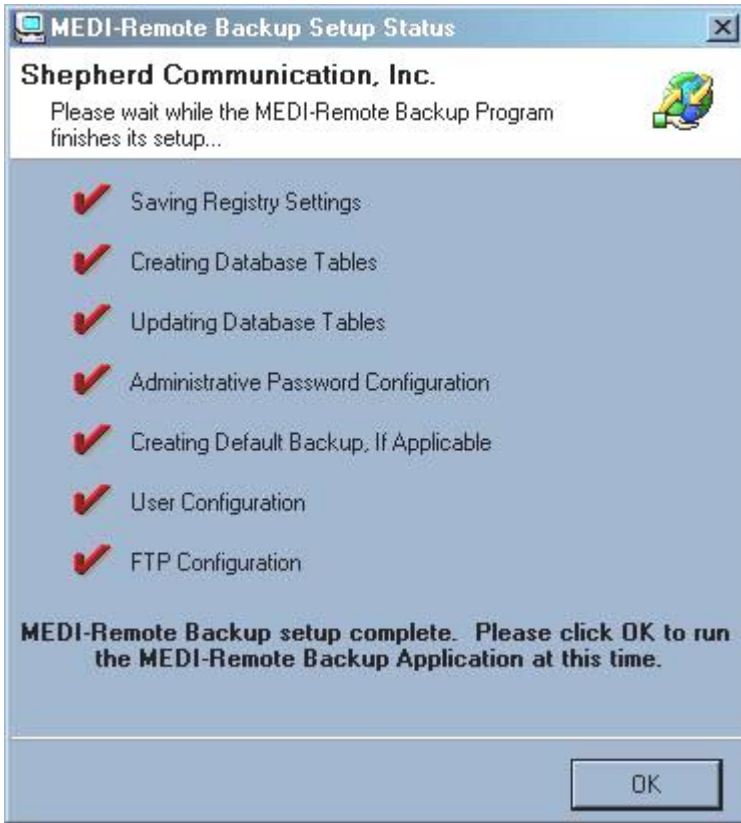 MEDI-Remote Backup Setup Status
Shepherd Communication, Inc.
Please wait while the MEDI-Remote Backup Program
finishes its setup...
Saving Registry Settings
Creating Database Tables
Updating Database Tables
Administrative Password Configuration
Creating Default Backup, If Applicable
User Configuration
FTP Configuration
MEDI-Remote Backup setup complete.  Please click OK to run
the MEDI-Remote Backup Application at this time.
OK